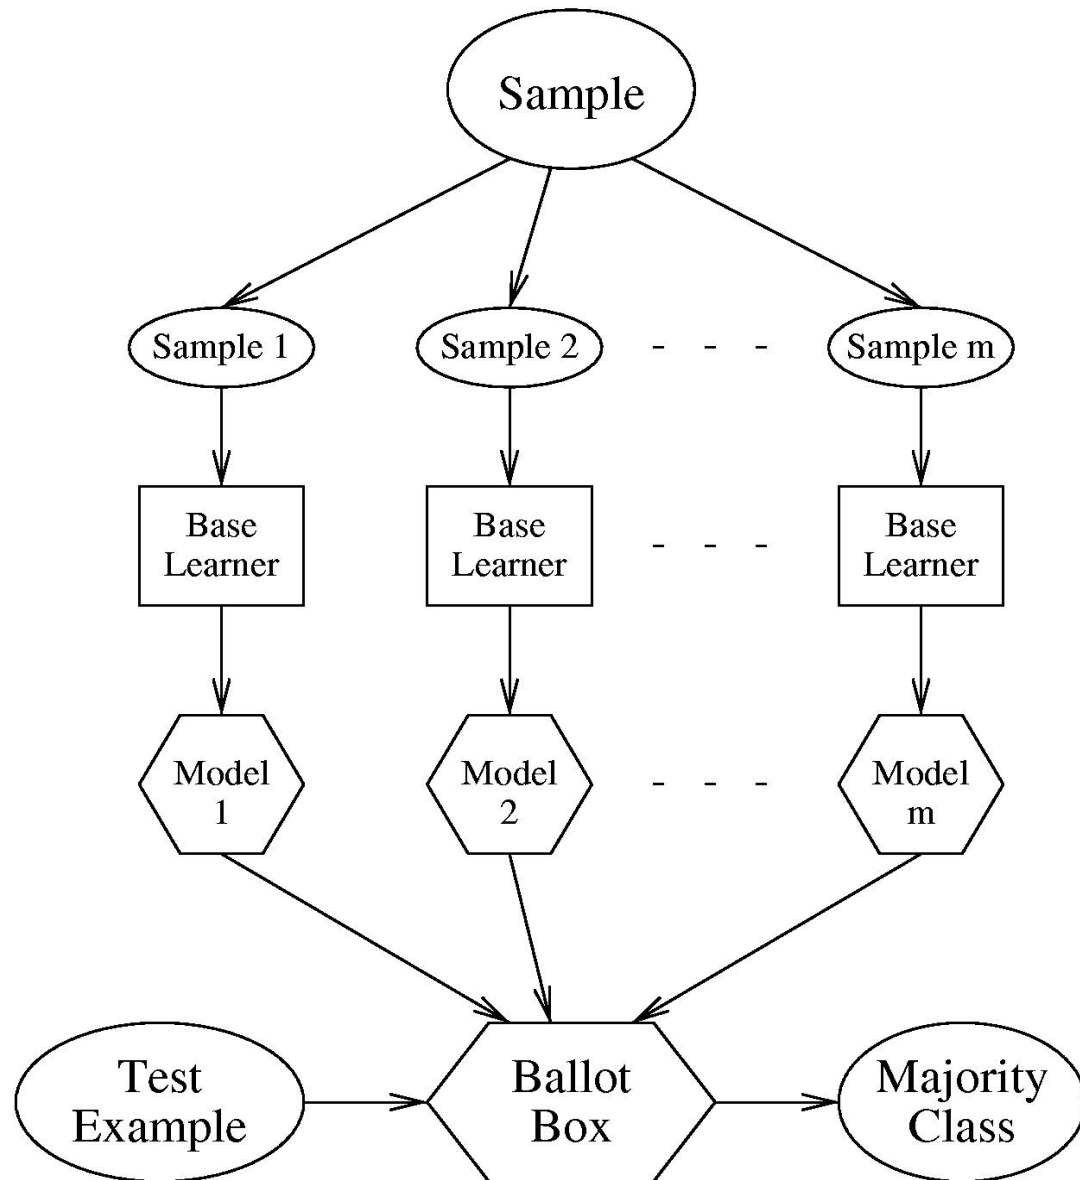 Sample
Sample 1
Sample 2
- - -
Sample m
Base
Learner
Base
Learner
- - -
Base
Learner
Model
1
Model
2
- - -
Model
m
Test
Example
Ballot
Box
Majority
Class